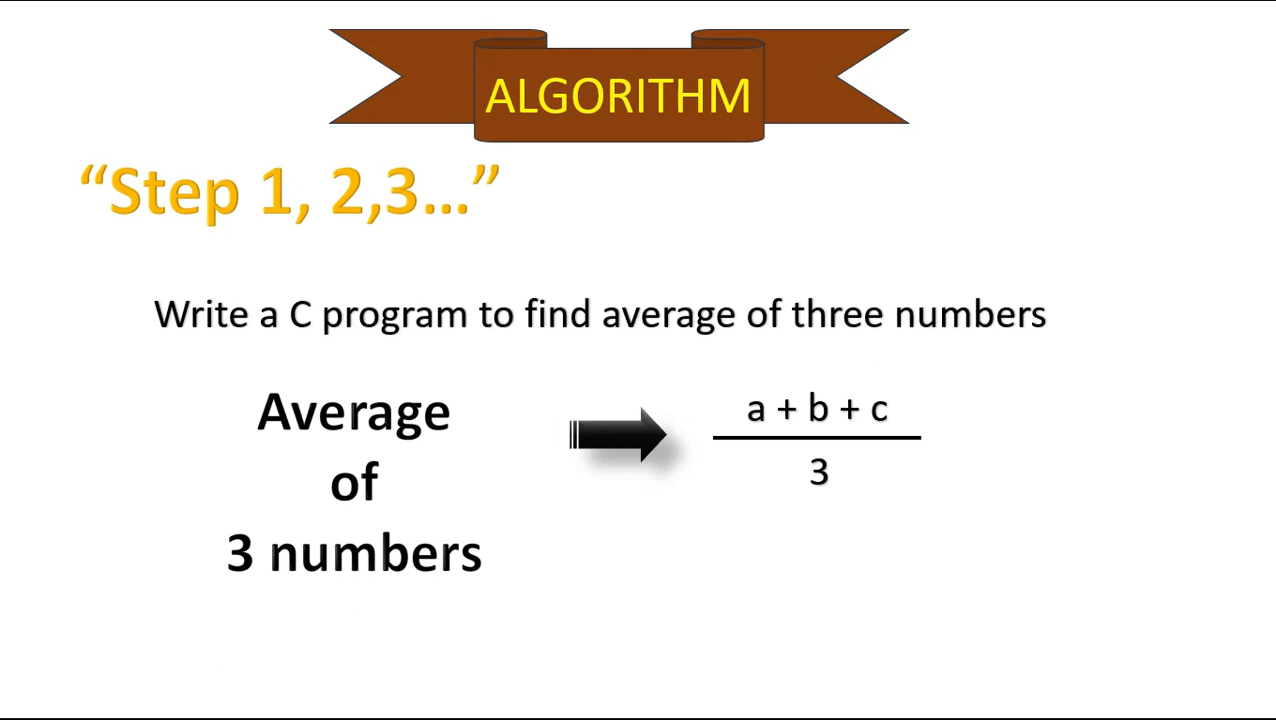 ALGORITHM
“Step 1, 2,3...”
Write a C program to find average of three numbers
Average
of
3 numbers
a + b + c
3